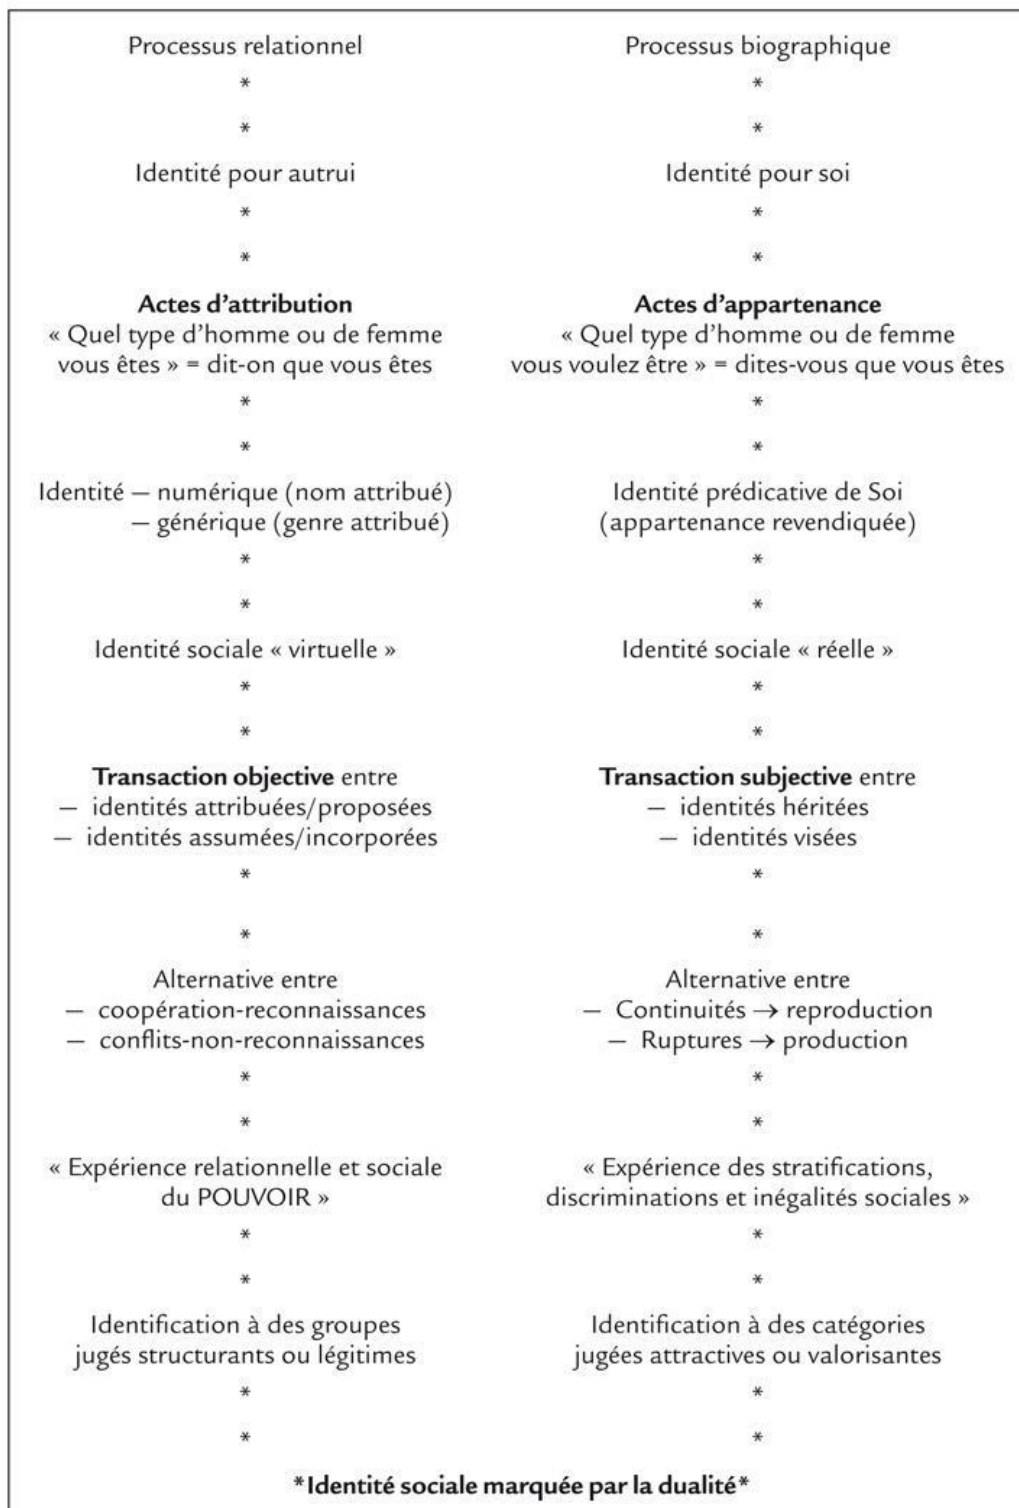 Processus relationnel
*
*
Identité pour autrui
*
*
Actes d'attribution
« Quel type d'homme ou de femme
vous êtes » = dit-on que vous êtes
*
*
Identité — numérique (nom attribué)
— générique (genre attribué)
*
*
Identité sociale « virtuelle »
*
*
Transaction objective entre
— identités attribuées/proposées
— identités assumées/incorporées
*
*
Alternative entre
— coopération-reconnaissances
— conflits-non-reconnaissances
*
*
« Expérience relationnelle et sociale
du POUVOIR »
*
*
Identification à des groupes
jugés structurants ou légitimes
*
*
Processus biographique
*
*
Identité pour soi
*
*
Actes d'appartenance
« Quel type d'homme ou de femme
vous voulez être » = dites-vous que vous êtes
*
*
Identité prédicative de Soi
(appartenance revendiquée)
*
*
Identité sociale « réelle »
*
*
Transaction subjective entre
— identités héritées
— identités visées
*
*
Alternative entre
— Continuités → reproduction
— Ruptures → production
*
*
« Expérience des stratifications,
discriminations et inégalités sociales »
*
*
Identification à des catégories
jugées attractives ou valorisantes
*
*
*Identité sociale marquée par la dualité*